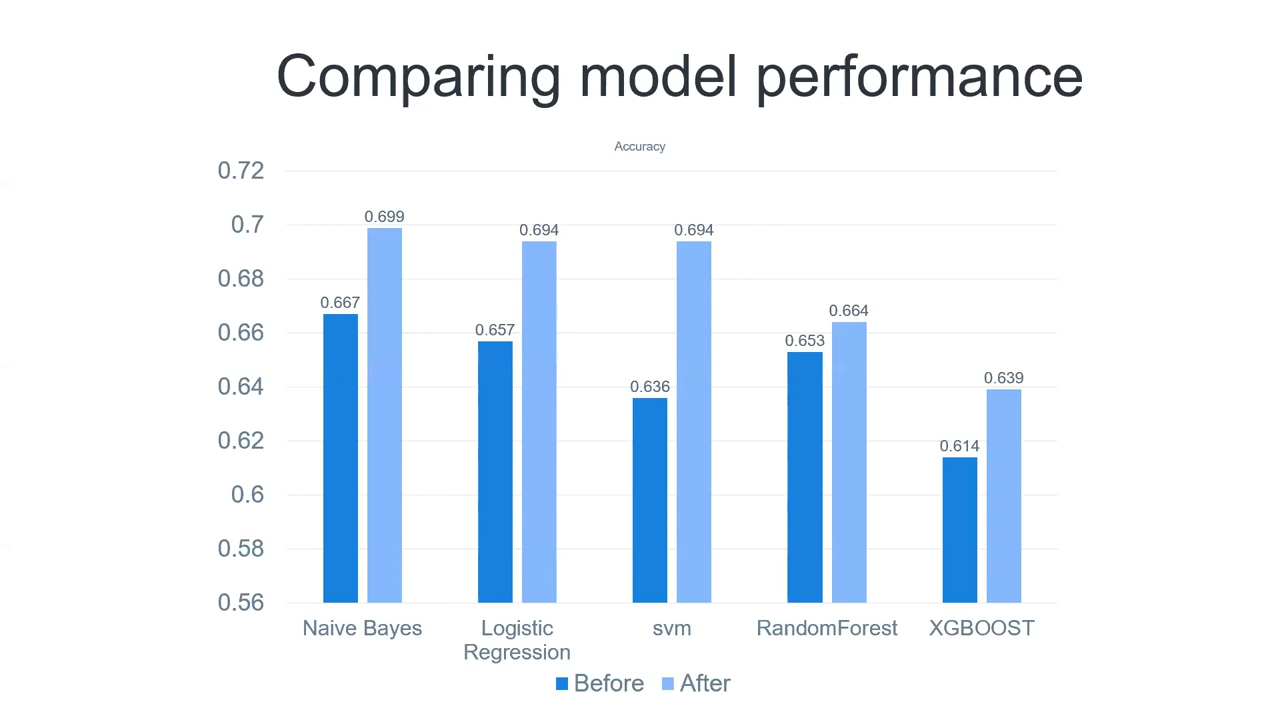 Comparing model performance
Accuracy
0.72
0.7
0.68
0.66
0.64
0.62
0.6
0.58
0.56
0.667
0.699
0.657
0.694
0.636
0.694
0.653
0.664
0.614
0.639
Naive Bayes
Logistic
Regression
svm
RandomForest
XGBOOST
Before
After